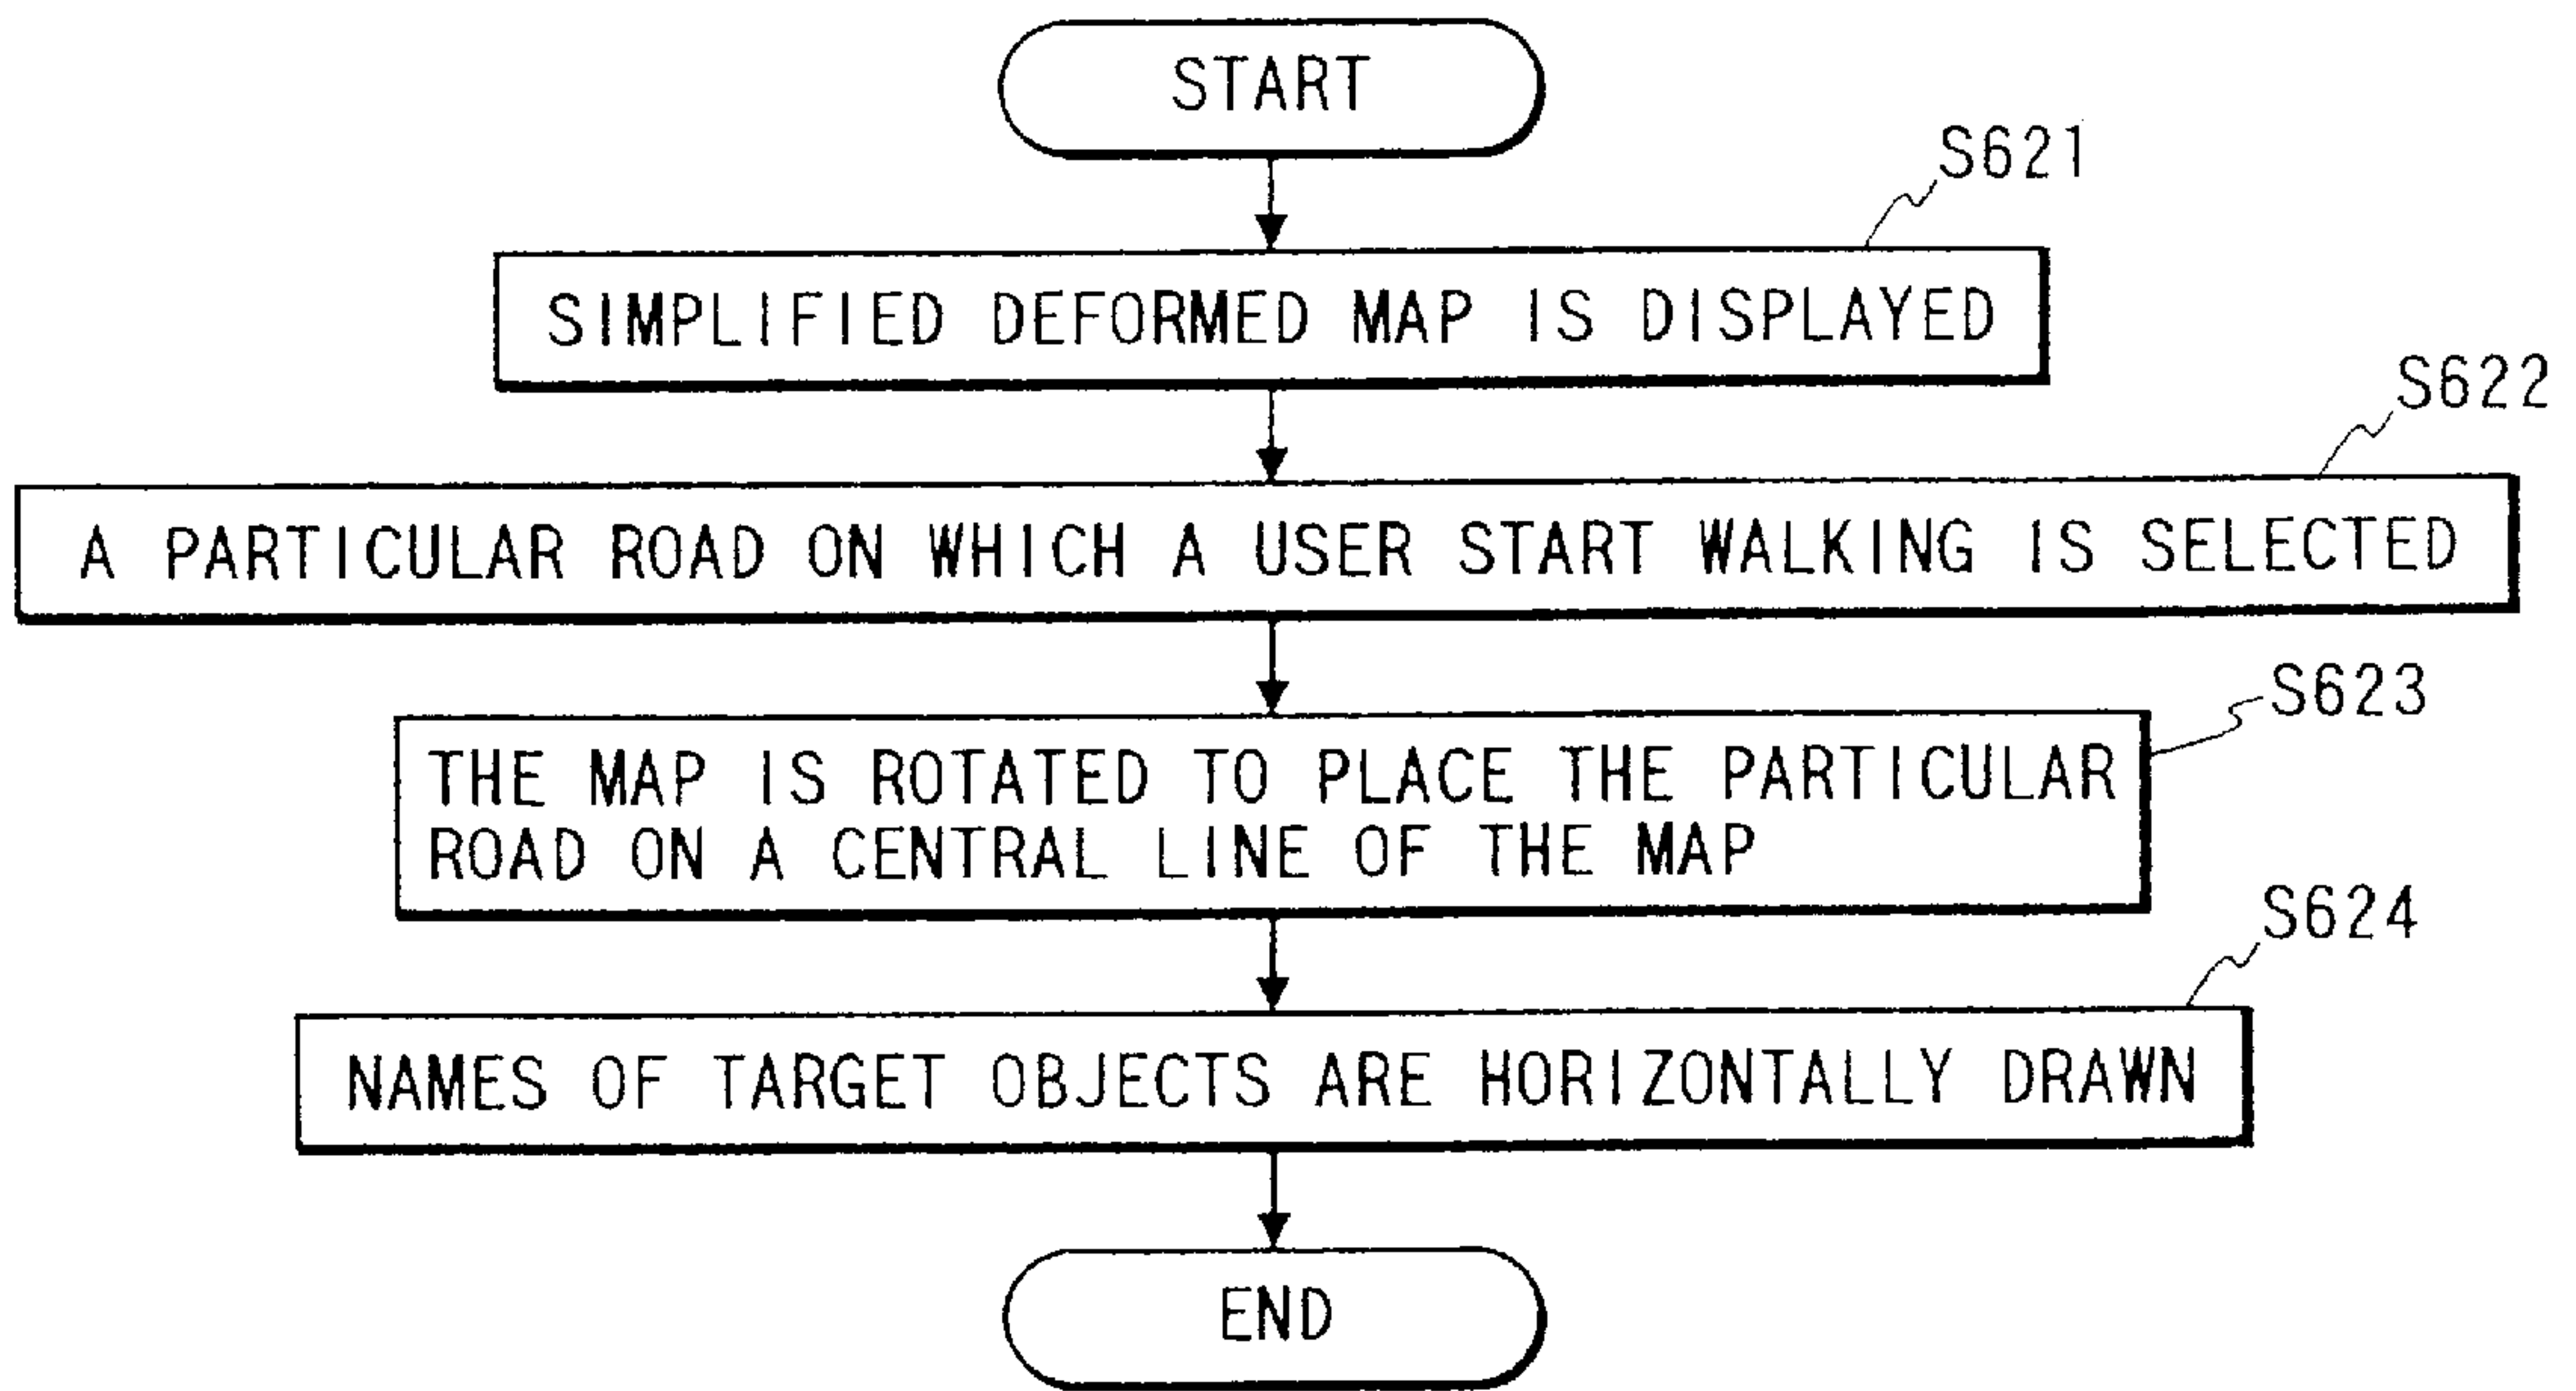 START
S621
SIMPLIFIED DEFORMED MAP IS DISPLAYED
S622
A PARTICULAR ROAD ON WHICH A USER START WALKING IS SELECTED
S623
THE MAP IS ROTATED TO PLACE THE PARTICULAR
ROAD ON A CENTRAL LINE OF THE MAP
S624
NAMES OF TARGET OBJECTS ARE HORIZONTALLY DRAWN
END